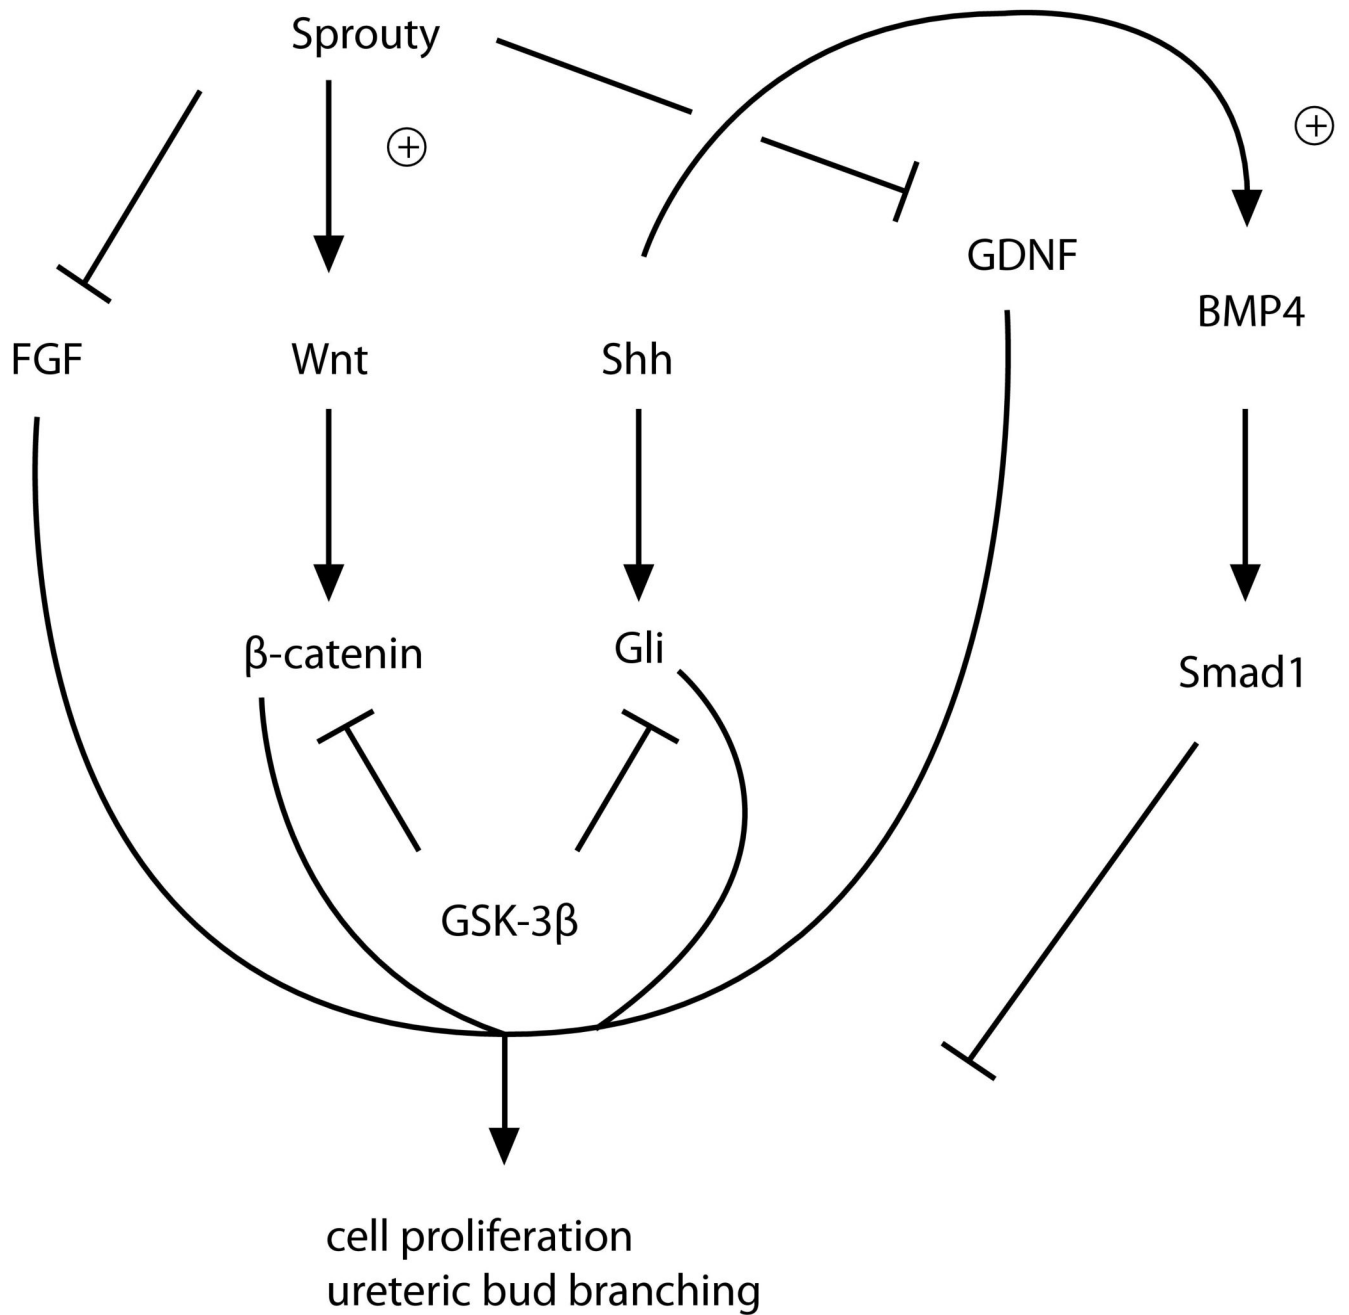 Sprouty
+
+
GDNF
BMP4
FGF
Wnt
Shh
β-catenin
Gli
Smad1
GSK-3β
cell proliferation
ureteric bud branching